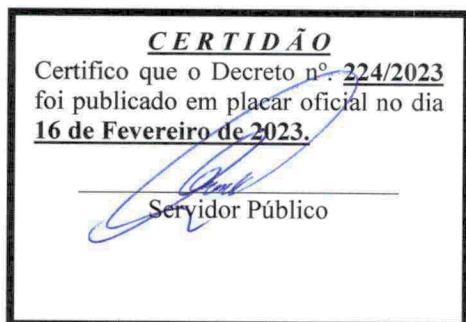 CERTIDÃO
Certifico que o Decreto nº. 224/2023
foi publicado em placar oficial no dia
16 de Fevereiro de 2023.
Servidor Público